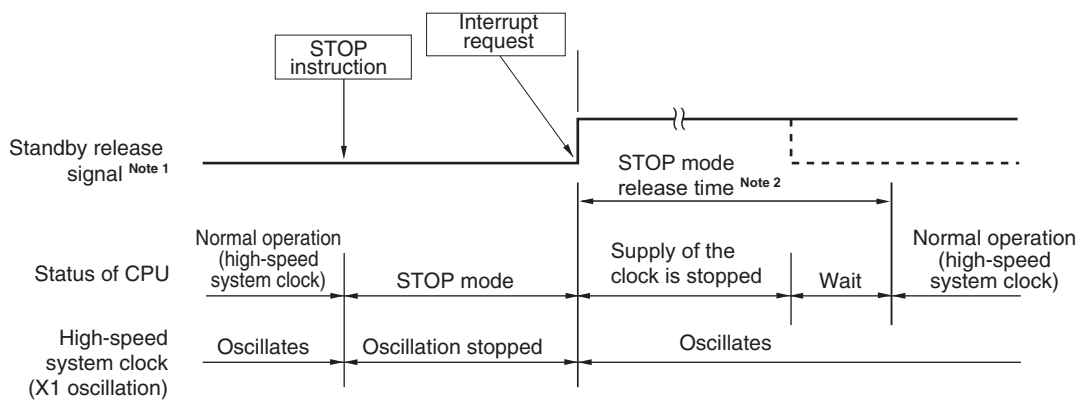 Interrupt
request
STOP
instruction
Standby release
signal Note 1
STOP mode
release time Note 2
Status of CPU
Normal operation
(high-speed
system clock)
STOP mode
Supply of the
clock is stopped
Wait
Normal operation
(high-speed
system clock)
High-speed
system clock
(X1 oscillation)
Oscillates
Oscillation stopped
Oscillates